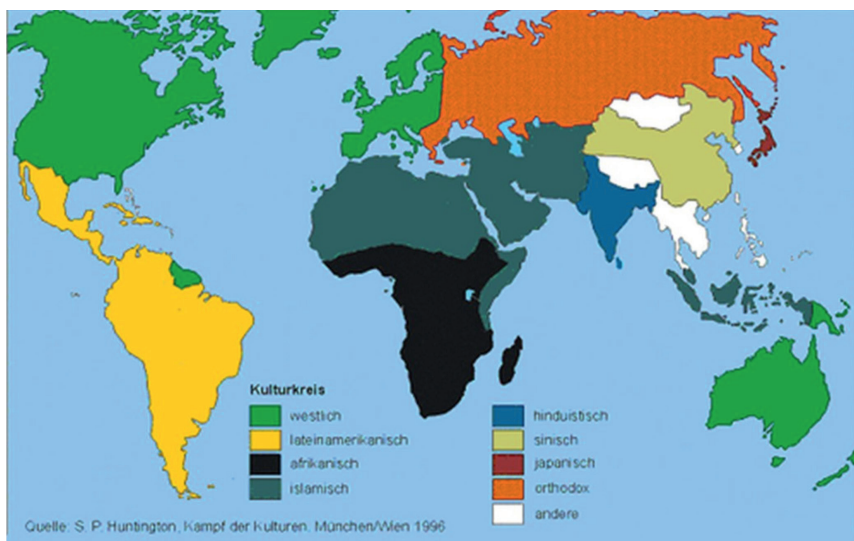 Kulturkreis
westlich
lateinamerikanisch
afrikanisch
islamisch
hinduistisch
sinisch
japanisch
orthodox
andere
Quelle: S. P. Huntington, Kampf der Kulturen. München/Wien 1996